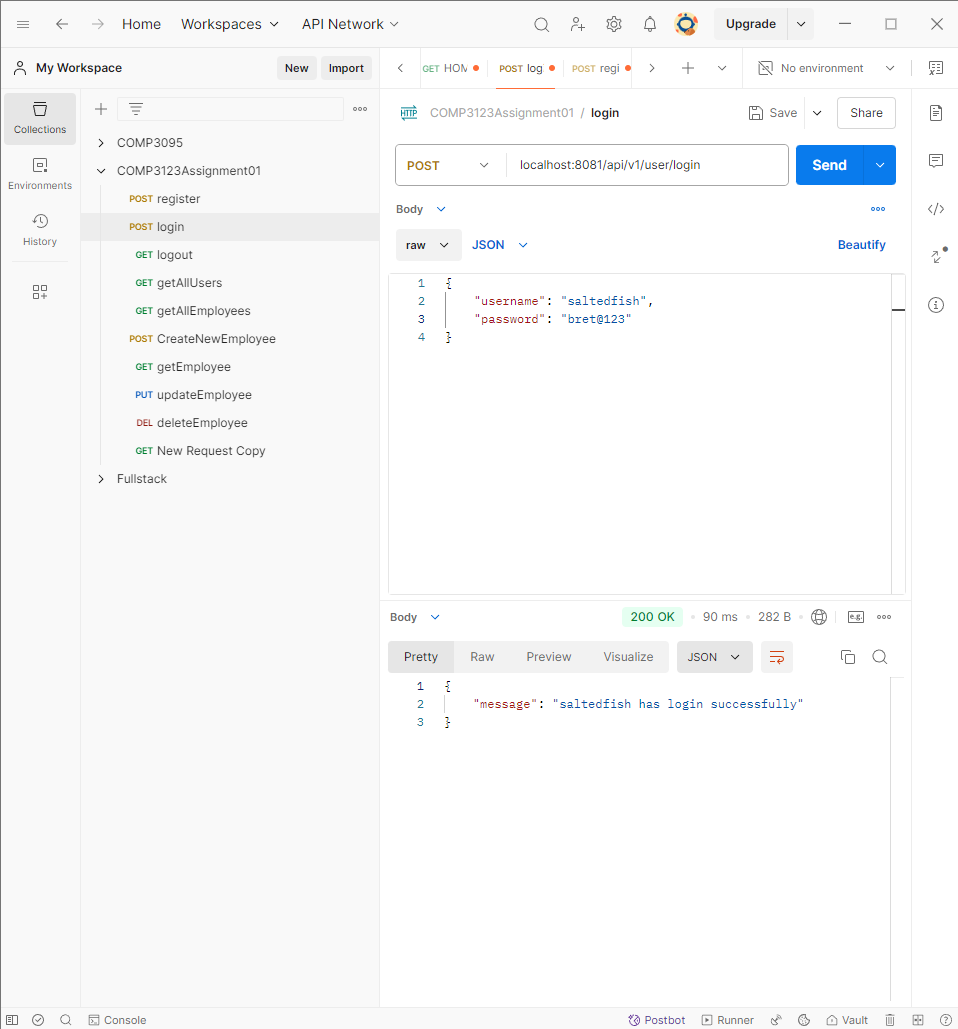 Home Workspaces API Network Upgrade
My Workspace New Import GET HOM POST log POST regi No environment
Collections
Environments
History
COMP3095
COMP3123Assignment01
POST register
POST login
GET logout
GET getAllUsers
GET getAllEmployees
POST CreateNewEmployee
GET getEmployee
PUT updateEmployee
DEL deleteEmployee
GET New Request Copy
Fullstack
HTTP COMP3123Assignment01 / login Save Share
POST localhost:8081/api/v1/user/login Send
Body
raw JSON Beautify
1 {
2 "username": "saltedfish",
3 "password": "bret@123"
4 }
Body 200 OK • 90 ms • 282 B • e.g.
Pretty Raw Preview Visualize JSON
1 {
2 "message": "saltedfish has login successfully"
3 }
Console Postbot Runner Vault